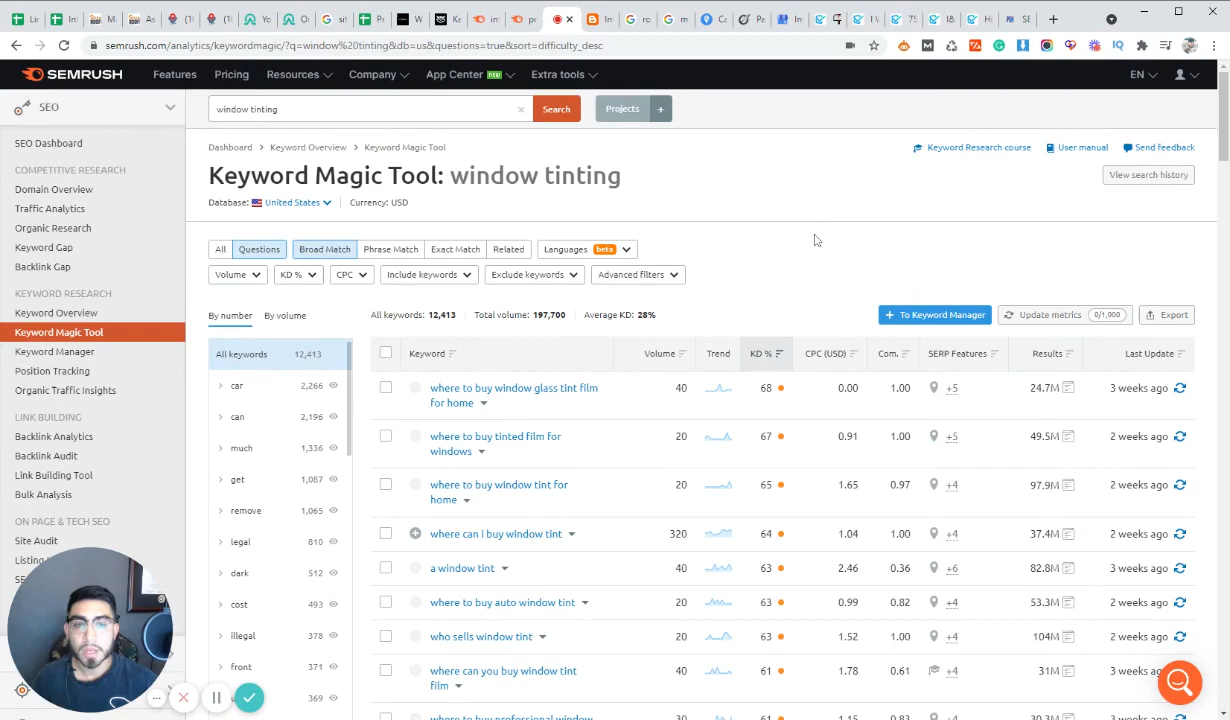 semrush.com/analytics/keywordmagic/?q=window%20tinting&db=us&questions=true&sort=difficulty_desc
SEMRUSH
Features
Pricing
Resources
Company
App Center NEW
Extra tools
EN
SEO
window tinting
Search
Projects
+
SEO Dashboard
COMPETITIVE RESEARCH
Domain Overview
Traffic Analytics
Organic Research
Keyword Gap
Backlink Gap
KEYWORD RESEARCH
Keyword Overview
Keyword Magic Tool
Keyword Manager
Position Tracking
Organic Traffic Insights
LINK BUILDING
Backlink Analytics
Backlink Audit
Link Building Tool
Bulk Analysis
ON PAGE & TECH SEO
Site Audit
Dashboard > Keyword Overview > Keyword Magic Tool
Keyword Research course
User manual
Send feedback
Keyword Magic Tool: window tinting
View search history
Database: United States
Currency: USD
All
Questions
Broad Match
Phrase Match
Exact Match
Related
Languages beta
Volume
KD %
CPC
Include keywords
Exclude keywords
Advanced filters
By number
By volume
All keywords: 12,413
Total volume: 197,700
Average KD: 28%
+ To Keyword Manager
Update metrics 0/1,000
Export
All keywords 12,413
car 2,266
can 2,196
much 1,336
get 1,087
remove 1,065
legal 810
dark 512
cost 493
illegal 378
front 371
369
Keyword Volume Trend KD % CPC (USD) Com. SERP Features Results Last Update
where to buy window glass tint film
for home
40 68 0.00 1.00 +5 24.7M 3 weeks ago
where to buy tinted film for
windows
20 67 0.91 1.00 +5 49.5M 2 weeks ago
where to buy window tint for
home
20 65 1.65 0.97 +4 97.9M 2 weeks ago
where can i buy window tint 320 64 1.04 1.00 +4 37.4M 2 weeks ago
a window tint 40 63 2.46 0.36 +6 82.8M 3 weeks ago
where to buy auto window tint 20 63 0.99 0.82 +4 53.3M 2 weeks ago
who sells window tint 20 63 1.52 1.00 +4 104M 2 weeks ago
where can you buy window tint
film
40 61 1.78 0.61 +4 31M 3 weeks ago